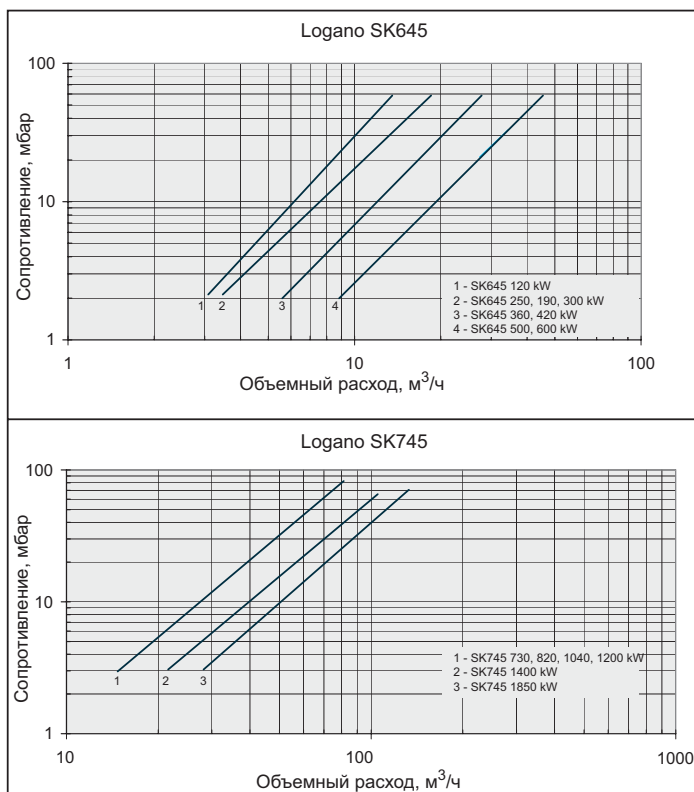 Logano SK645
100
10
1
Сопротивление, мбар
1
2
3
4
1 - SK645 120 kW
2 - SK645 250, 190, 300 kW
3 - SK645 360, 420 kW
4 - SK645 500, 600 kW
1
10
100
Объемный расход, м³/ч
Logano SK745
100
10
1
Сопротивление, мбар
1
2
3
1 - SK745 730, 820, 1040, 1200 kW
2 - SK745 1400 kW
3 - SK745 1850 kW
10
100
1000
Объемный расход, м³/ч